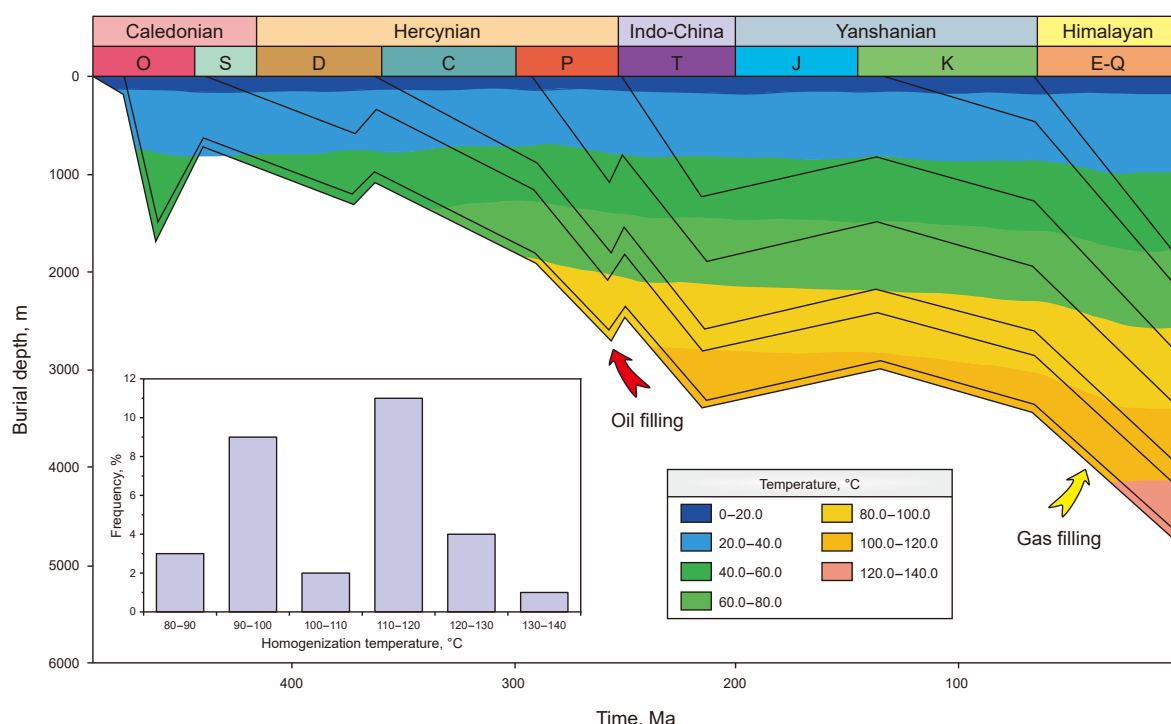 Caledonian Hercynian Indo-China Yanshanian Himalayan
O S D C P T J K E-Q
0
1000
2000
3000
4000
5000
6000
Burial depth, m
400 300 200 100
Time, Ma
Oil filling
Gas filling
12
10
8
6
4
2
0
Frequency, %
80–90 90–100 100–110 110–120 120–130 130–140
Homogenization temperature, °C
Temperature, °C
0–20.0 80.0–100.0
20.0–40.0 100.0–120.0
40.0–60.0 120.0–140.0
60.0–80.0